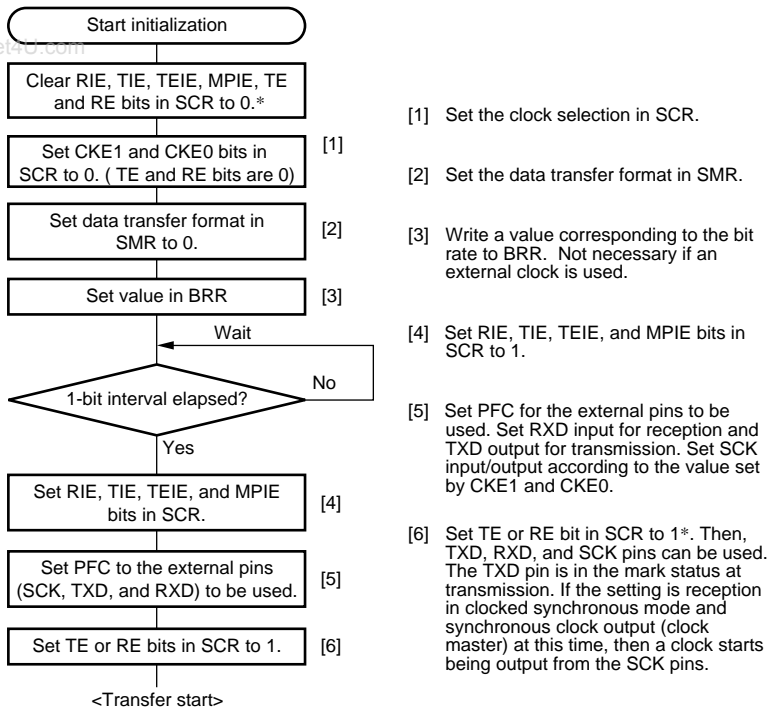 Start initialization
et4U.com
Clear RIE, TIE, TEIE, MPIE, TE
and RE bits in SCR to 0.*
Set CKE1 and CKE0 bits in
SCR to 0. ( TE and RE bits are 0)
[1]
Set data transfer format in
SMR to 0.
[2]
Set value in BRR
[3]
Wait
1-bit interval elapsed?
No
Yes
Set RIE, TIE, TEIE, and MPIE
bits in SCR.
[4]
Set PFC to the external pins
(SCK, TXD, and RXD) to be used.
[5]
Set TE or RE bits in SCR to 1.
[6]
<Transfer start>
[1] Set the clock selection in SCR.
[2] Set the data transfer format in SMR.
[3] Write a value corresponding to the bit
rate to BRR. Not necessary if an
external clock is used.
[4] Set RIE, TIE, TEIE, and MPIE bits in
SCR to 1.
[5] Set PFC for the external pins to be
used. Set RXD input for reception and
TXD output for transmission. Set SCK
input/output according to the value set
by CKE1 and CKE0.
[6] Set TE or RE bit in SCR to 1*. Then,
TXD, RXD, and SCK pins can be used.
The TXD pin is in the mark status at
transmission. If the setting is reception
in clocked synchronous mode and
synchronous clock output (clock
master) at this time, then a clock starts
being output from the SCK pins.